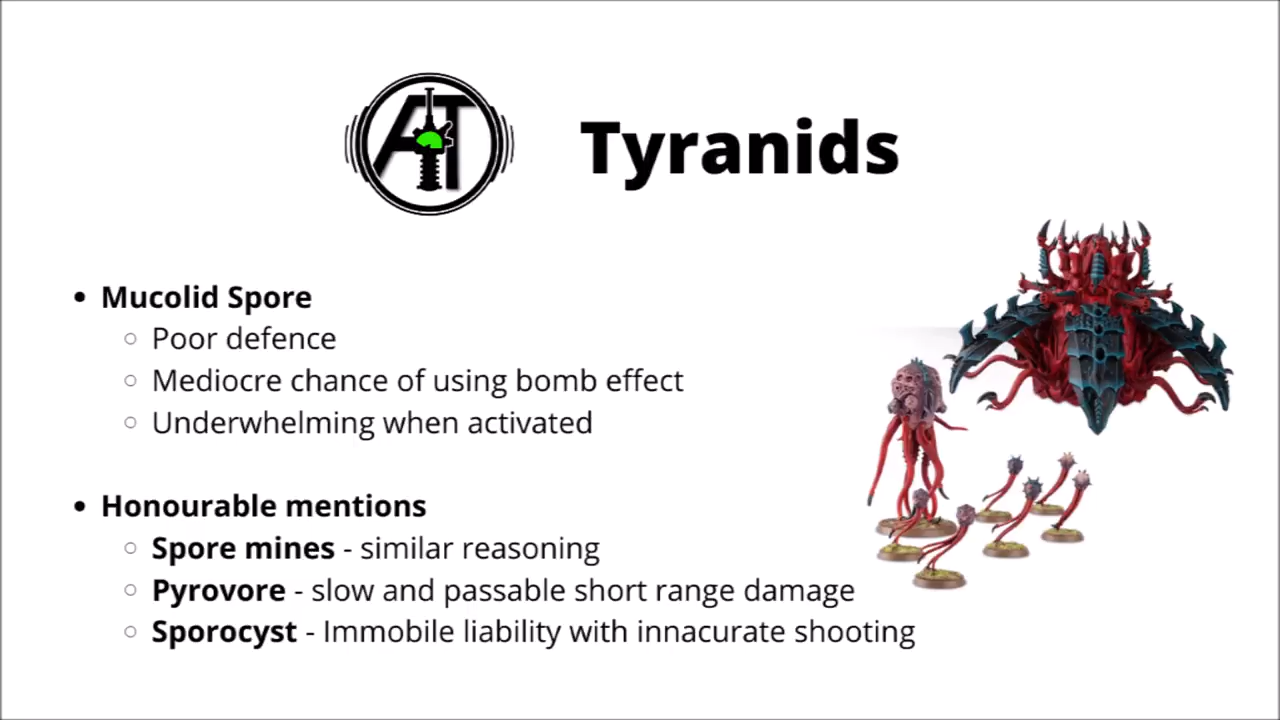 AT
Tyranids
• Mucolid Spore
○ Poor defence
○ Mediocre chance of using bomb effect
○ Underwhelming when activated
• Honourable mentions
○ Spore mines - similar reasoning
○ Pyrovore - slow and passable short range damage
○ Sporocyst - Immobile liability with innacurate shooting